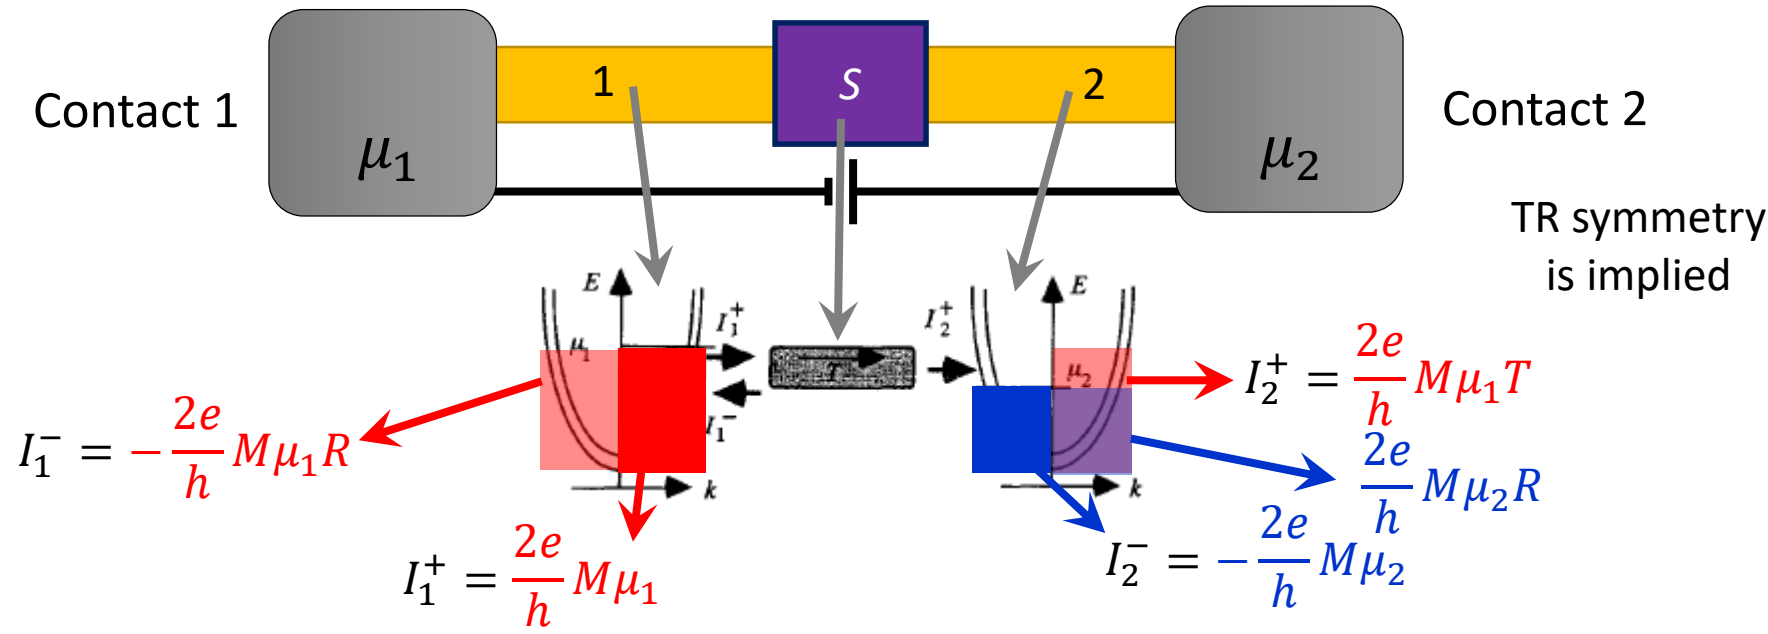 Contact 1
μ₁
1
S
2
μ₂
Contact 2
TR symmetry
is implied
E
μ₁
I₁⁺
I₁⁻
k
T
I₂⁺
E
μ₂
k
I₁⁻ = − 2e/h Mμ₁R
I₁⁺ = 2e/h Mμ₁
I₂⁺ = 2e/h Mμ₁T
2e/h Mμ₂R
I₂⁻ = − 2e/h Mμ₂